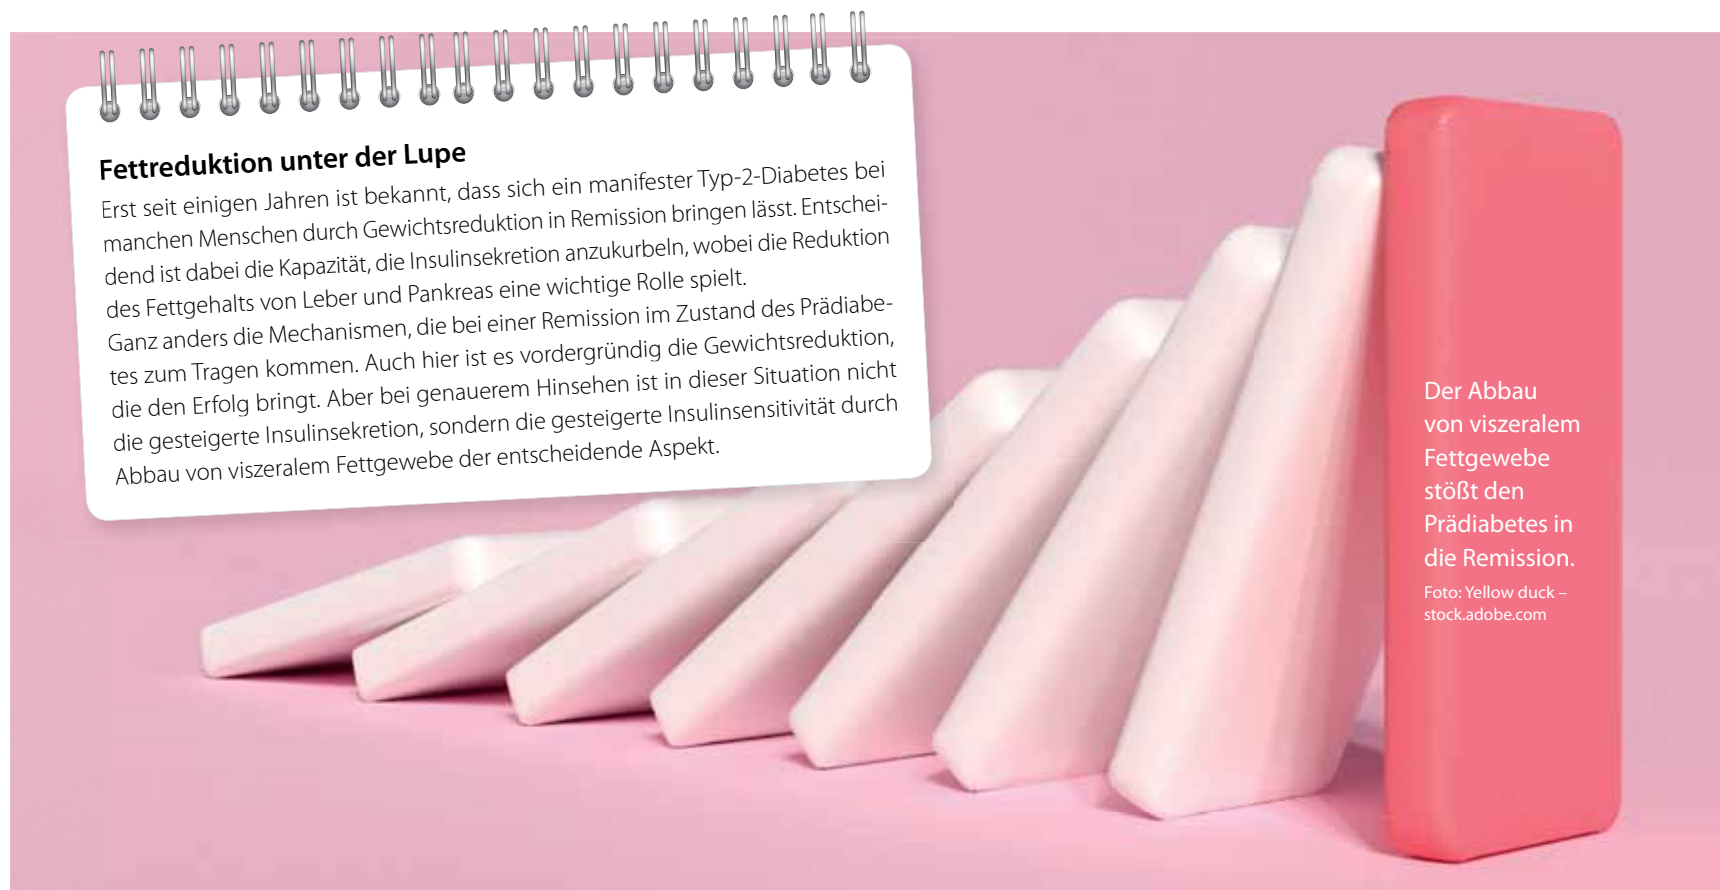 Fettreduktion unter der Lupe
Erst seit einigen Jahren ist bekannt, dass sich ein manifester Typ-2-Diabetes bei
manchen Menschen durch Gewichtsreduktion in Remission bringen lässt. Entschei-
dend ist dabei die Kapazität, die Insulinsekretion anzukurbeln, wobei die Reduktion
des Fettgehalts von Leber und Pankreas eine wichtige Rolle spielt.
Ganz anders die Mechanismen, die bei einer Remission im Zustand des Prädiabe-
tes zum Tragen kommen. Auch hier ist es vordergründig die Gewichtsreduktion,
die den Erfolg bringt. Aber bei genauerem Hinsehen ist in dieser Situation nicht
die gesteigerte Insulinsekretion, sondern die gesteigerte Insulinsensitivität durch
Abbau von viszeralem Fettgewebe der entscheidende Aspekt.
Der Abbau
von viszeralem
Fettgewebe
stößt den
Prädiabetes in
die Remission.
Foto: Yellow duck –
stock.adobe.com